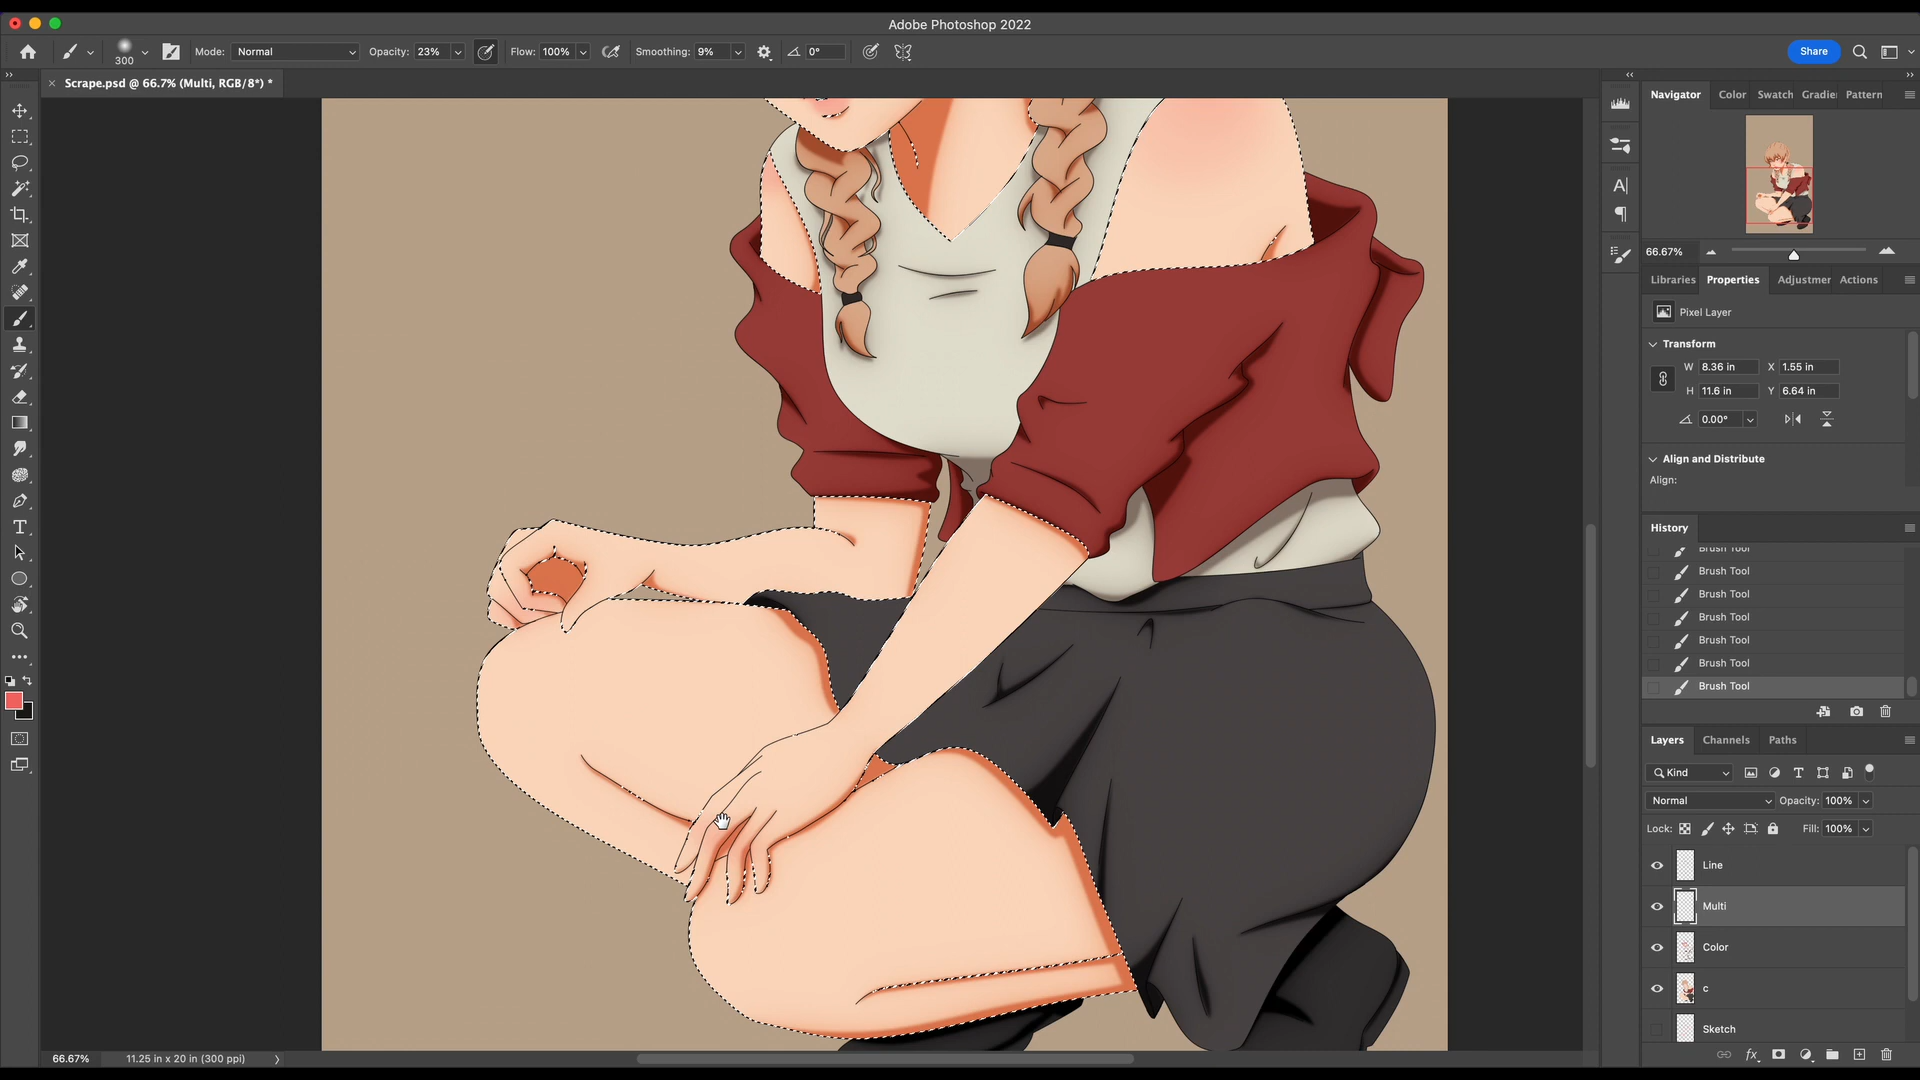 Adobe Photoshop 2022
300
Mode: Normal
Opacity: 23%
Flow: 100%
Smoothing: 9%
0°
Share
Scrape.psd @ 66.7% (Multi, RGB/8*) *
Navigator Color Swatch Gradie Pattern
66.67%
Libraries Properties Adjustmer Actions
Pixel Layer
Transform
W 8.36 in X 1.55 in
H 11.6 in Y 6.64 in
0.00°
Align and Distribute
Align:
History
Brush Tool
Brush Tool
Brush Tool
Brush Tool
Brush Tool
Brush Tool
Brush Tool
Layers Channels Paths
Kind
Normal Opacity: 100%
Lock: Fill: 100%
Line
Multi
Color
c
Sketch
66.67% 11.25 in x 20 in (300 ppi)